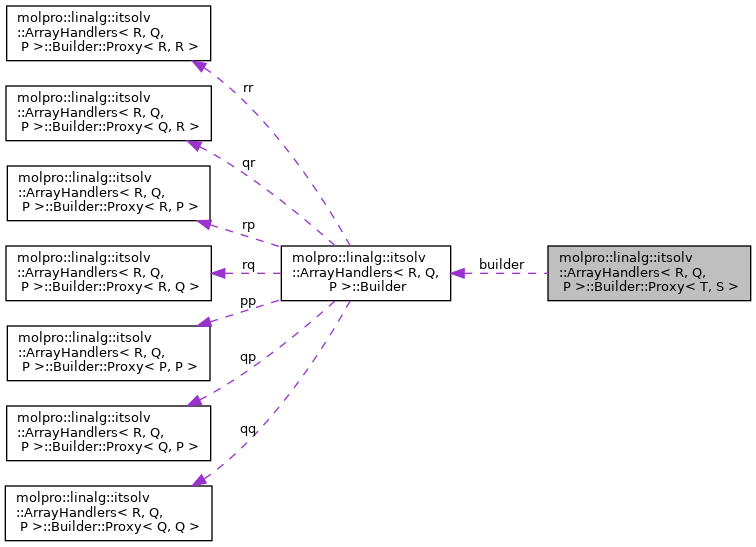 molpro::linalg::itsolv
::ArrayHandlers< R, Q,
P >::Builder::Proxy< R, R >
rr
molpro::linalg::itsolv
::ArrayHandlers< R, Q,
P >::Builder::Proxy< Q, R >
qr
molpro::linalg::itsolv
::ArrayHandlers< R, Q,
P >::Builder::Proxy< R, P >
rp
molpro::linalg::itsolv
::ArrayHandlers< R, Q,
P >::Builder::Proxy< R, Q >
rq
molpro::linalg::itsolv
::ArrayHandlers< R, Q,
P >::Builder
builder
molpro::linalg::itsolv
::ArrayHandlers< R, Q,
P >::Builder::Proxy< T, S >
pp
molpro::linalg::itsolv
::ArrayHandlers< R, Q,
P >::Builder::Proxy< P, P >
qp
molpro::linalg::itsolv
::ArrayHandlers< R, Q,
P >::Builder::Proxy< Q, P >
qq
molpro::linalg::itsolv
::ArrayHandlers< R, Q,
P >::Builder::Proxy< Q, Q >